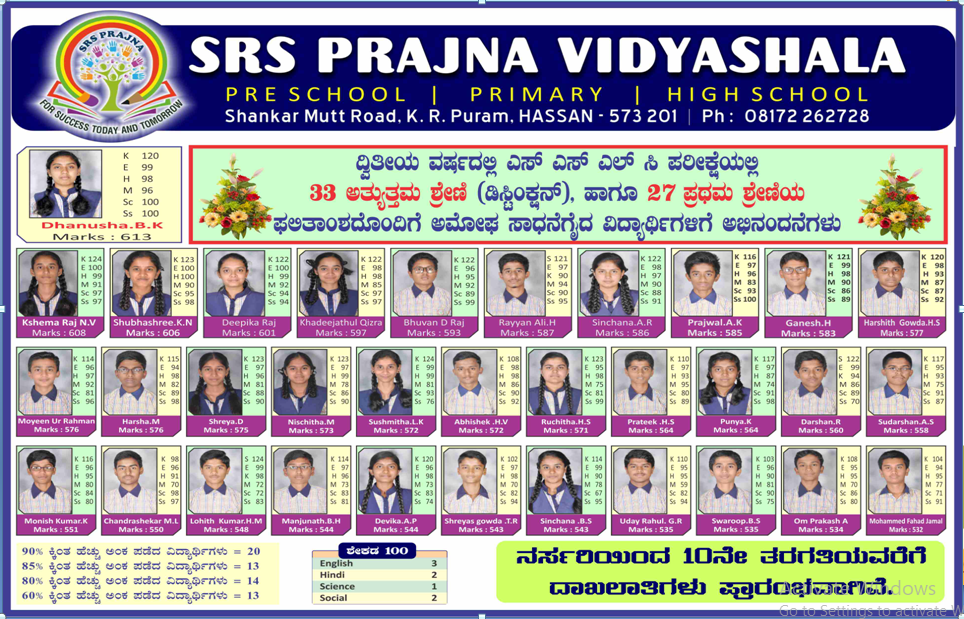 SRS PRAJNA
FOR SUCCESS TODAY AND TOMORROW
SRS PRAJNA VIDYASHALA
PRE SCHOOL | PRIMARY | HIGH SCHOOL
Shankar Mutt Road, K. R. Puram, HASSAN - 573 201 | Ph : 08172 262728
K 120
E 99
H 98
M 96
Sc 100
Ss 100
Dhanusha.B.K
Marks : 613
ದ್ವಿತೀಯ ವರ್ಷದಲ್ಲಿ ಎಸ್ ಎಸ್ ಎಲ್ ಸಿ ಪರೀಕ್ಷೆಯಲ್ಲಿ
33 ಅತ್ಯುತ್ತಮ ಶ್ರೇಣಿ (ಡಿಸ್ಟಿಂಕ್ಷನ್), ಹಾಗೂ 27 ಪ್ರಥಮ ಶ್ರೇಣಿಯ
ಫಲಿತಾಂಶದೊಂದಿಗೆ ಅಮೋಘ ಸಾಧನೆಗೈದ ವಿದ್ಯಾರ್ಥಿಗಳಿಗೆ ಅಭಿನಂದನೆಗಳು
K 124
E 100
H 99
M 91
Sc 97
Ss 97
Kshema Raj N.V
Marks : 608
K 123
E 100
H 100
M 90
Sc 95
Ss 98
Shubhashree.K.N
Marks : 606
K 122
E 100
H 99
M 92
Sc 94
Ss 94
Deepika Raj
Marks : 601
K 122
E 98
H 98
M 85
Sc 97
Ss 97
Khadeejathul Qizra
Marks : 597
K 122
E 96
H 95
M 92
Sc 89
Ss 99
Bhuvan D Raj
Marks : 593
S 121
E 97
H 90
M 94
Sc 90
Ss 95
Rayyan Ali.H
Marks : 587
K 122
E 98
H 97
M 90
Sc 88
Ss 91
Sinchana.A.R
Marks : 586
K 116
E 97
H 96
M 83
Sc 93
Ss 100
Prajwal.A.K
Marks : 585
K 121
E 99
H 98
M 90
Sc 86
Ss 89
Ganesh.H
Marks : 583
K 120
E 98
H 93
M 87
Sc 87
Ss 92
Harshith Gowda.H.S
Marks : 577
K 114
E 96
H 97
M 92
Sc 81
Ss 96
Moyeen Ur Rahman
Marks : 576
K 115
E 94
H 98
M 82
Sc 89
Ss 98
Harsha.M
Marks : 576
K 123
E 97
H 96
M 81
Sc 88
Ss 90
Shreya.D
Marks : 575
K 123
E 97
H 98
M 78
Sc 86
Ss 91
Nischitha.M
Marks : 573
K 124
E 99
H 99
M 81
Sc 93
Ss 76
Sushmitha.L.K
Marks : 572
K 108
E 98
H 98
M 86
Sc 90
Ss 92
Abhishek .H.V
Marks : 572
K 123
E 95
H 98
M 75
Sc 81
Ss 99
Ruchitha.H.S
Marks : 571
K 110
E 97
H 93
M 95
Sc 80
Ss 89
Prateek .H.S
Marks : 564
K 117
E 97
H 87
M 74
Sc 91
Ss 98
Punya.K
Marks : 564
S 122
E 99
H 94
M 86
Sc 89
Ss 70
Darshan.R
Marks : 560
K 117
E 95
H 93
M 75
Sc 91
Ss 87
Sudarshan.A.S
Marks : 558
K 116
E 96
H 95
M 80
Sc 84
Ss 80
Monish Kumar.K
Marks : 551
K 98
E 96
H 91
M 70
Sc 98
Ss 97
Chandrashekar M.L
Marks : 550
S 124
E 99
H 98
M 72
Sc 72
Ss 83
Lohith Kumar.H.M
Marks : 548
K 114
E 97
H 96
M 73
Sc 83
Ss 81
Manjunath.B.H
Marks : 544
K 120
E 96
H 98
M 73
Sc 83
Ss 74
Devika.A.P
Marks : 544
K 102
E 97
Ss 94
Shreyas gowda .T.R
Marks : 543
K 114
E 90
Ss 95
Sinchana .B.S
Marks : 543
K 110
E 95
H 95
Sc 82
Ss 94
Uday Rahul. G.R
Marks : 535
K 103
E 96
Sc 90
Ss 75
Swaroop.B.S
Marks : 535
K 108
E 95
H 95
M 70
Sc 86
Ss 80
Om Prakash A
Marks : 534
K 104
E 94
Sc 71
Ss 91
Mohammed Fahad Jamal
Marks : 532
90% ಕ್ಕಿಂತ ಹೆಚ್ಚು ಅಂಕ ಪಡೆದ ವಿದ್ಯಾರ್ಥಿಗಳು = 20
85% ಕ್ಕಿಂತ ಹೆಚ್ಚು ಅಂಕ ಪಡೆದ ವಿದ್ಯಾರ್ಥಿಗಳು = 13
80% ಕ್ಕಿಂತ ಹೆಚ್ಚು ಅಂಕ ಪಡೆದ ವಿದ್ಯಾರ್ಥಿಗಳು = 14
60% ಕ್ಕಿಂತ ಹೆಚ್ಚು ಅಂಕ ಪಡೆದ ವಿದ್ಯಾರ್ಥಿಗಳು = 13
ಶೇಕಡ 100
English 3
Hindi 2
Science 1
Social 2
ನರ್ಸರಿಯಿಂದ 10ನೇ ತರಗತಿಯವರೆಗೆ
ದಾಖಲಾತಿಗಳು ಪ್ರಾರಂಭವಾಗಿದೆ.
Activate Windows
Go to Settings to activate W